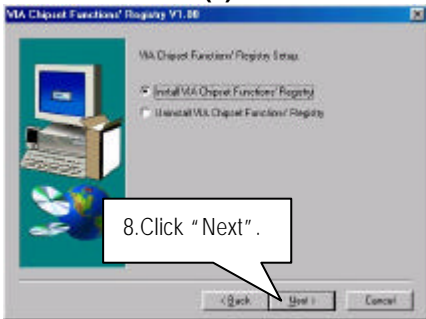 VIA Chipset Functions' Registry V1.00
VIA Chipset Functions' Registry Setup.
Install VIA Chipset Functions' Registry
Uninstall VIA Chipset Functions' Registry
8.Click "Next".
< Back
Next >
Cancel